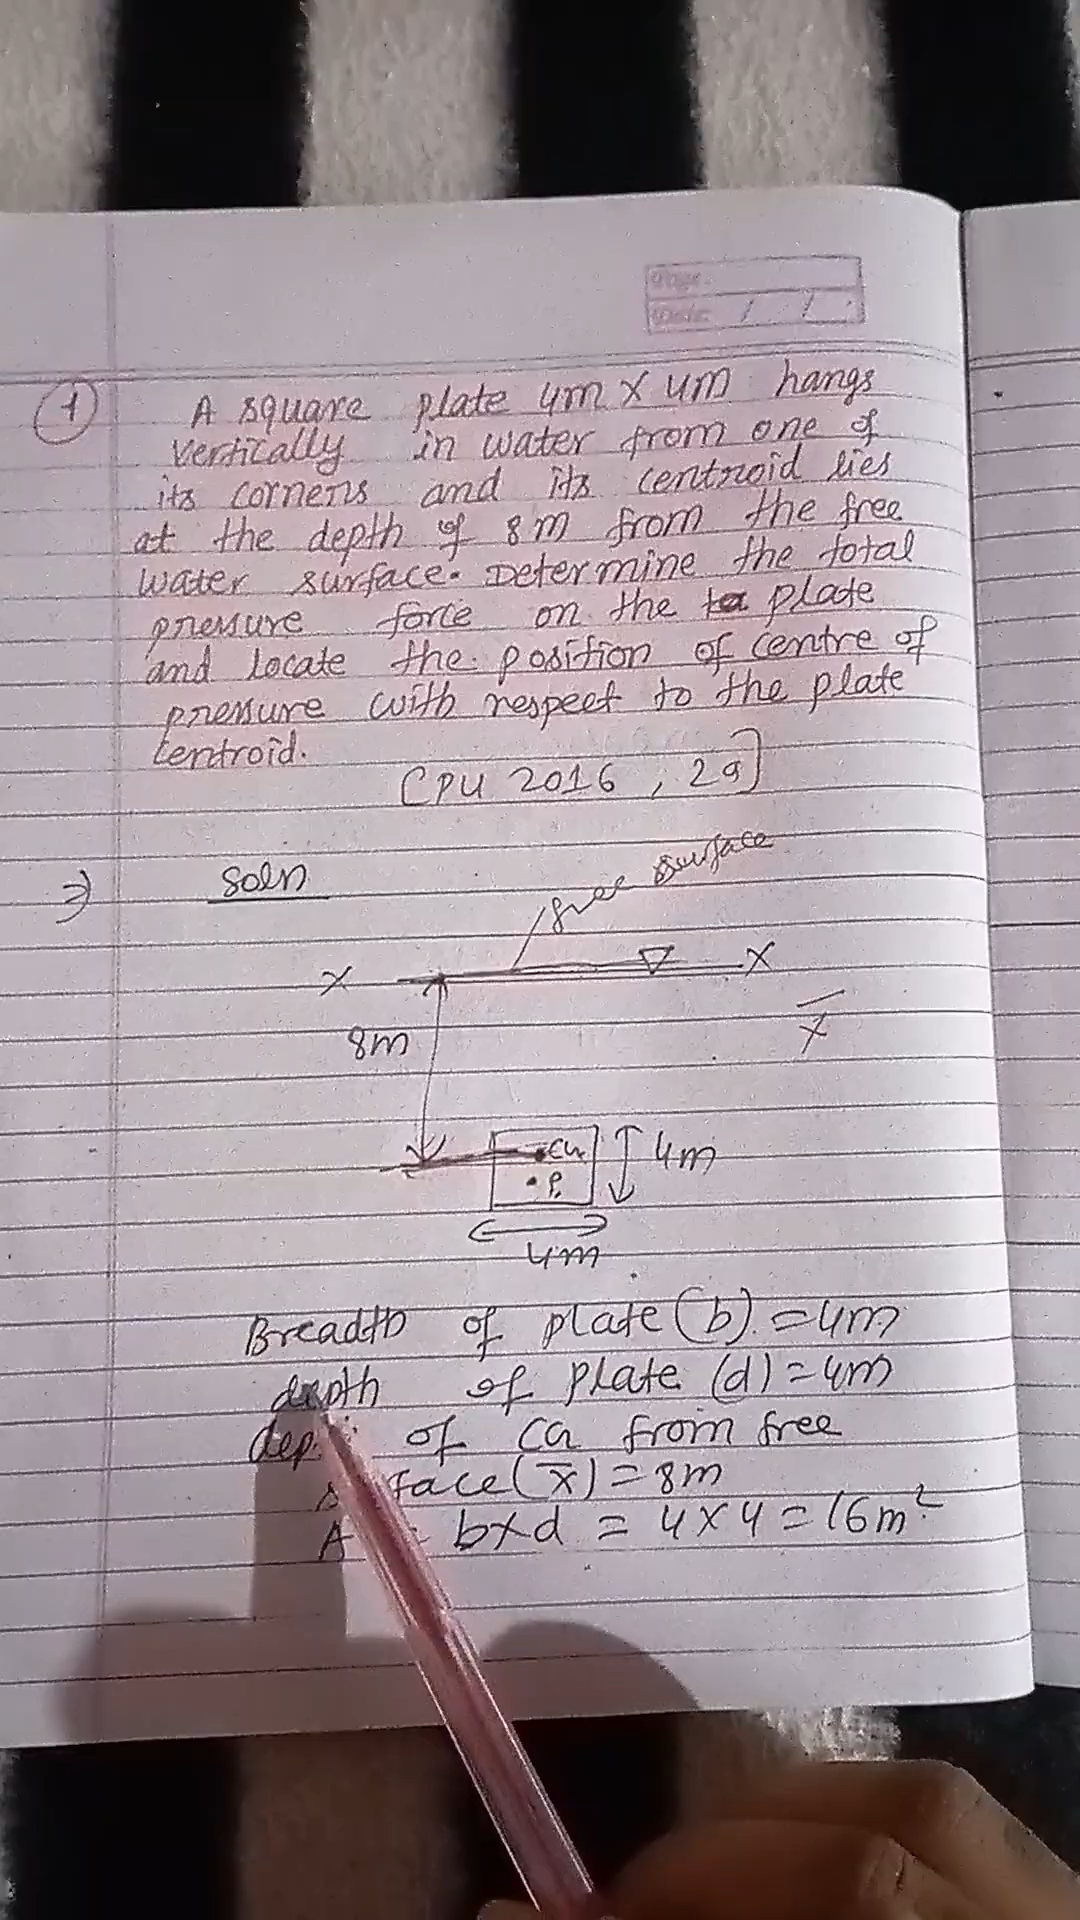 Page:
Date: / /
1
A square plate 4m X 4m hangs
vertically in water from one of
its corners and its centroid lies
at the depth of 8m from the free
water surface. Determine the total
pressure force on the plate
and locate the position of centre of
pressure with respect to the plate
centroid.
[PU 2016, 2a]
⇒ Soln
free surface
X X
8m
x̄
CG
4m
P.
4m
Breadth of plate (b) = 4m
depth of plate (d) = 4m
dep of CG from free
face (x̄) = 8m
A b×d = 4×4 = 16m²